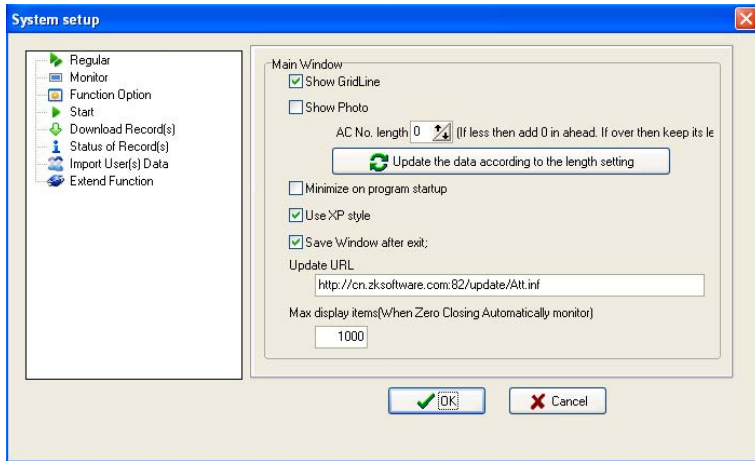 System setup
Regular
Monitor
Function Option
Start
Download Record(s)
Status of Record(s)
Import User(s) Data
Extend Function
Main Window
Show GridLine
Show Photo
AC No. length 0 (If less then add 0 in ahead. If over then keep its le
Update the data according to the length setting
Minimize on program startup
Use XP style
Save Window after exit;
Update URL
http://cn.zksoftware.com:82/update/Att.inf
Max display items(When Zero Closing Automatically monitor)
1000
OK Cancel